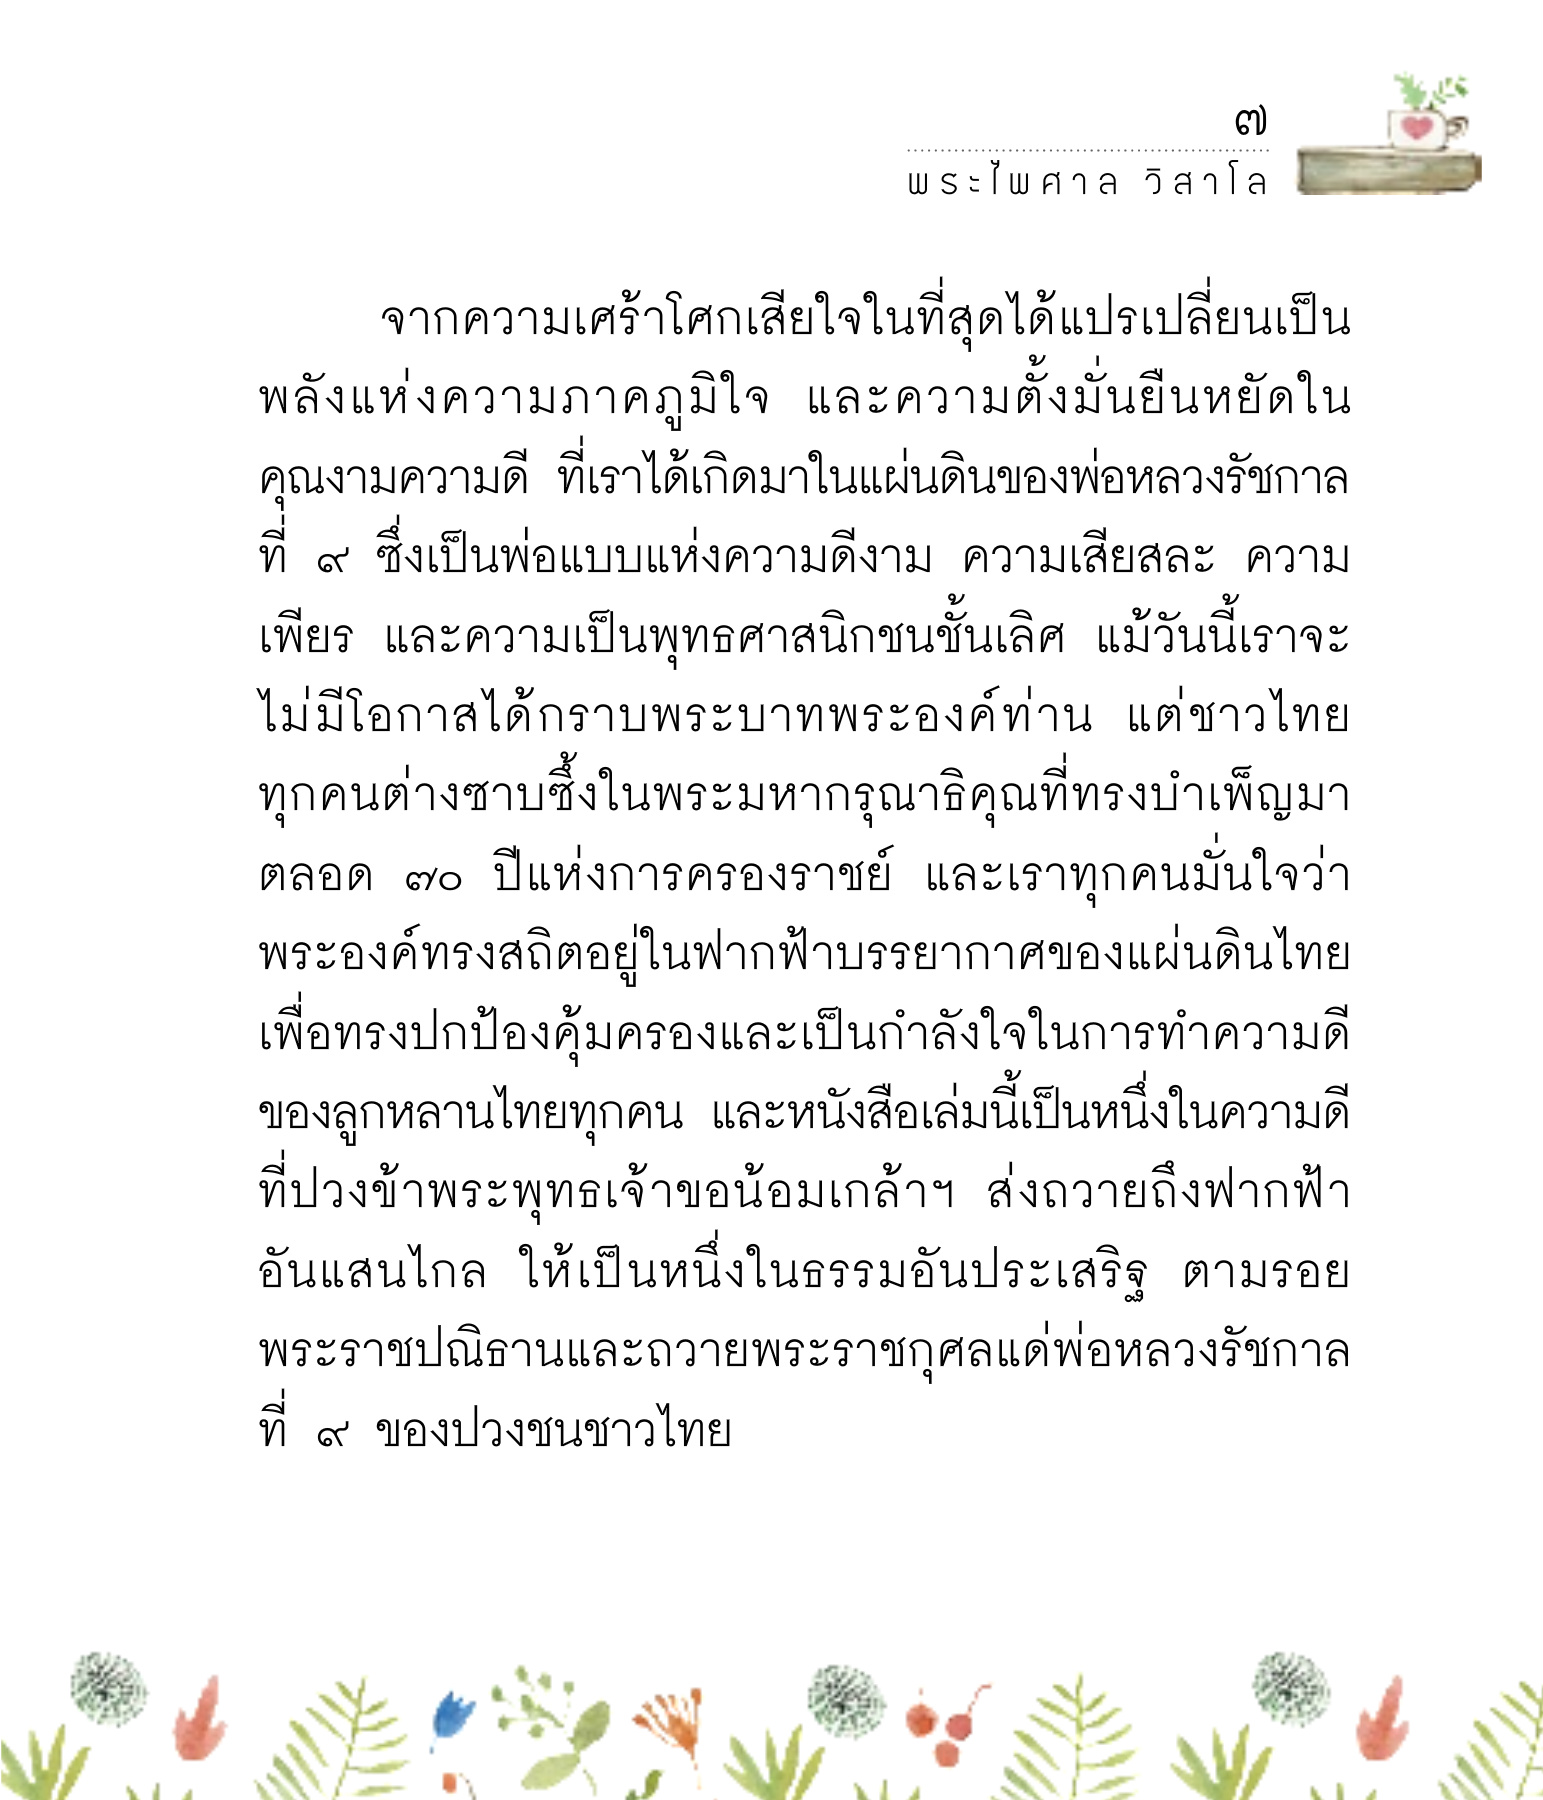 ๗
พระไพศาล วิสาโล
จากความเศร้าโศกเสียใจในที่สุดได้แปรเปลี่ยนเป็น
พลังแห่งความภาคภูมิใจ และความตั้งมั่นยืนหยัดใน
คุณงามความดี ที่เราได้เกิดมาในแผ่นดินของพ่อหลวงรัชกาล
ที่ ๙ ซึ่งเป็นพ่อแบบแห่งความดีงาม ความเสียสละ ความ
เพียร และความเป็นพุทธศาสนิกชนชั้นเลิศ แม้วันนี้เราจะ
ไม่มีโอกาสได้กราบพระบาทพระองค์ท่าน แต่ชาวไทย
ทุกคนต่างซาบซึ้งในพระมหากรุณาธิคุณที่ทรงบำเพ็ญมา
ตลอด ๗๐ ปีแห่งการครองราชย์ และเราทุกคนมั่นใจว่า
พระองค์ทรงสถิตอยู่ในฟากฟ้าบรรยากาศของแผ่นดินไทย
เพื่อทรงปกป้องคุ้มครองและเป็นกำลังใจในการทำความดี
ของลูกหลานไทยทุกคน และหนังสือเล่มนี้เป็นหนึ่งในความดี
ที่ปวงข้าพระพุทธเจ้าขอน้อมเกล้าฯ ส่งถวายถึงฟากฟ้า
อันแสนไกล ให้เป็นหนึ่งในธรรมอันประเสริฐ ตามรอย
พระราชปณิธานและถวายพระราชกุศลแด่พ่อหลวงรัชกาล
ที่ ๙ ของปวงชนชาวไทย